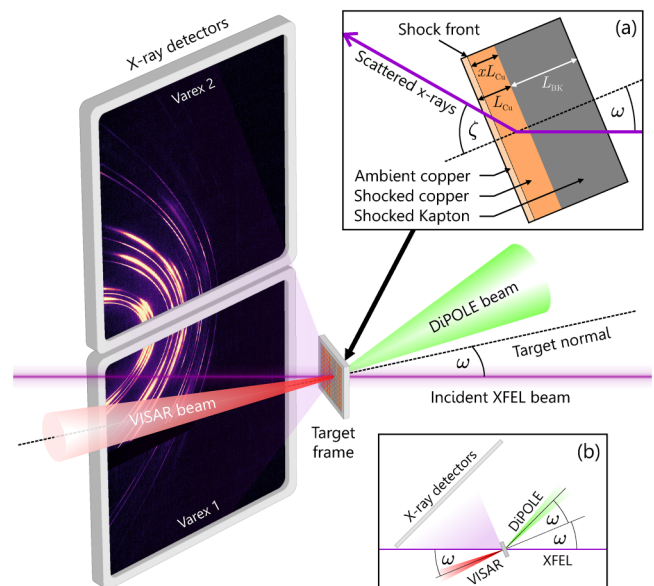 X-ray detectors
Varex 2
Varex 1
VISAR beam
Target
frame
DiPOLE beam
Target normal
ω
Incident XFEL beam
(a)
Shock front
Scattered x-rays
xL_Cu
L_Cu
L_BK
ζ
ω
Ambient copper
Shocked copper
Shocked Kapton
(b)
X-ray detectors
DiPOLE
ω
ω
ω
VISAR
XFEL